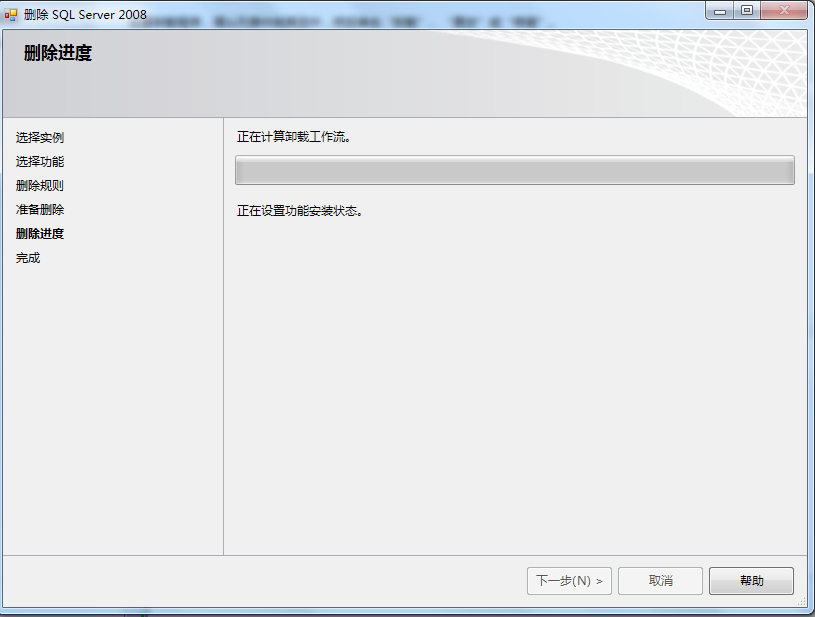 删除 SQL Server 2008
删除进度
选择实例
选择功能
删除规则
准备删除
删除进度
完成
正在计算卸载工作流。
正在设置功能安装状态。
下一步(N) >
取消
帮助